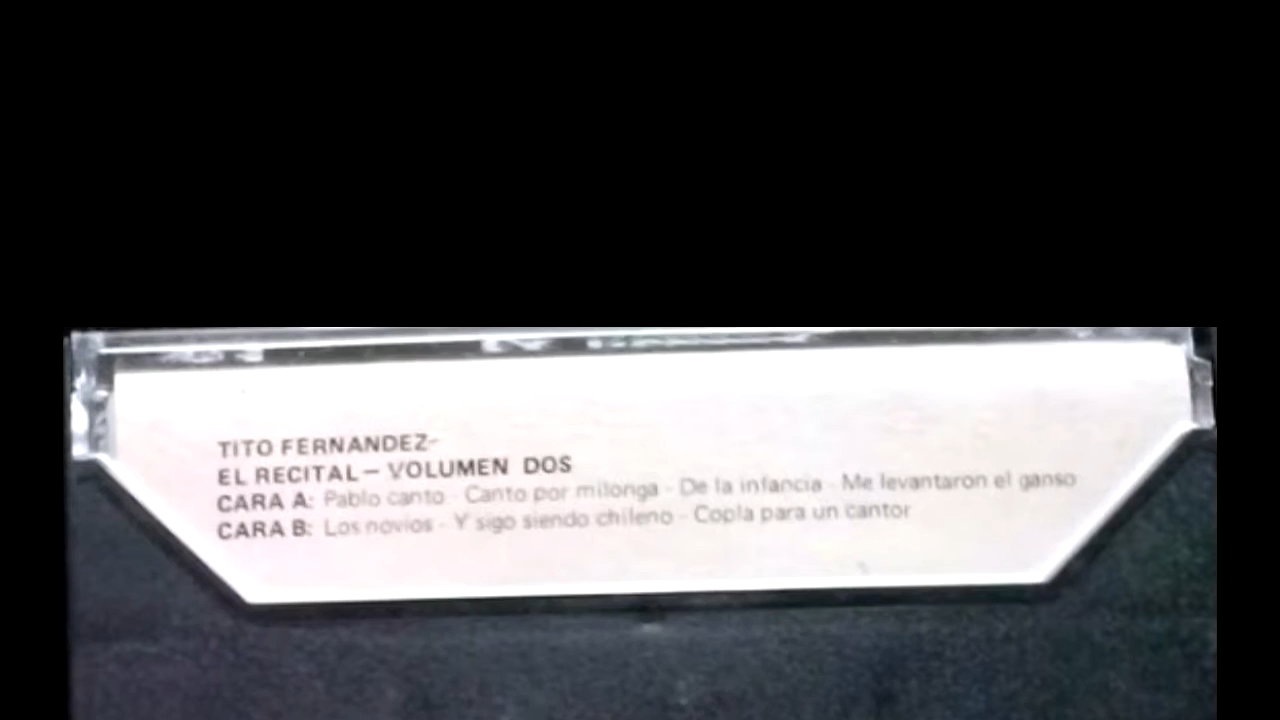 TITO FERNANDEZ-
EL RECITAL — VOLUMEN DOS
CARA A: Pablo canto - Canto por milonga - De la infancia - Me levantaron el ganso
CARA B: Los novios - Y sigo siendo chileno - Copla para un cantor